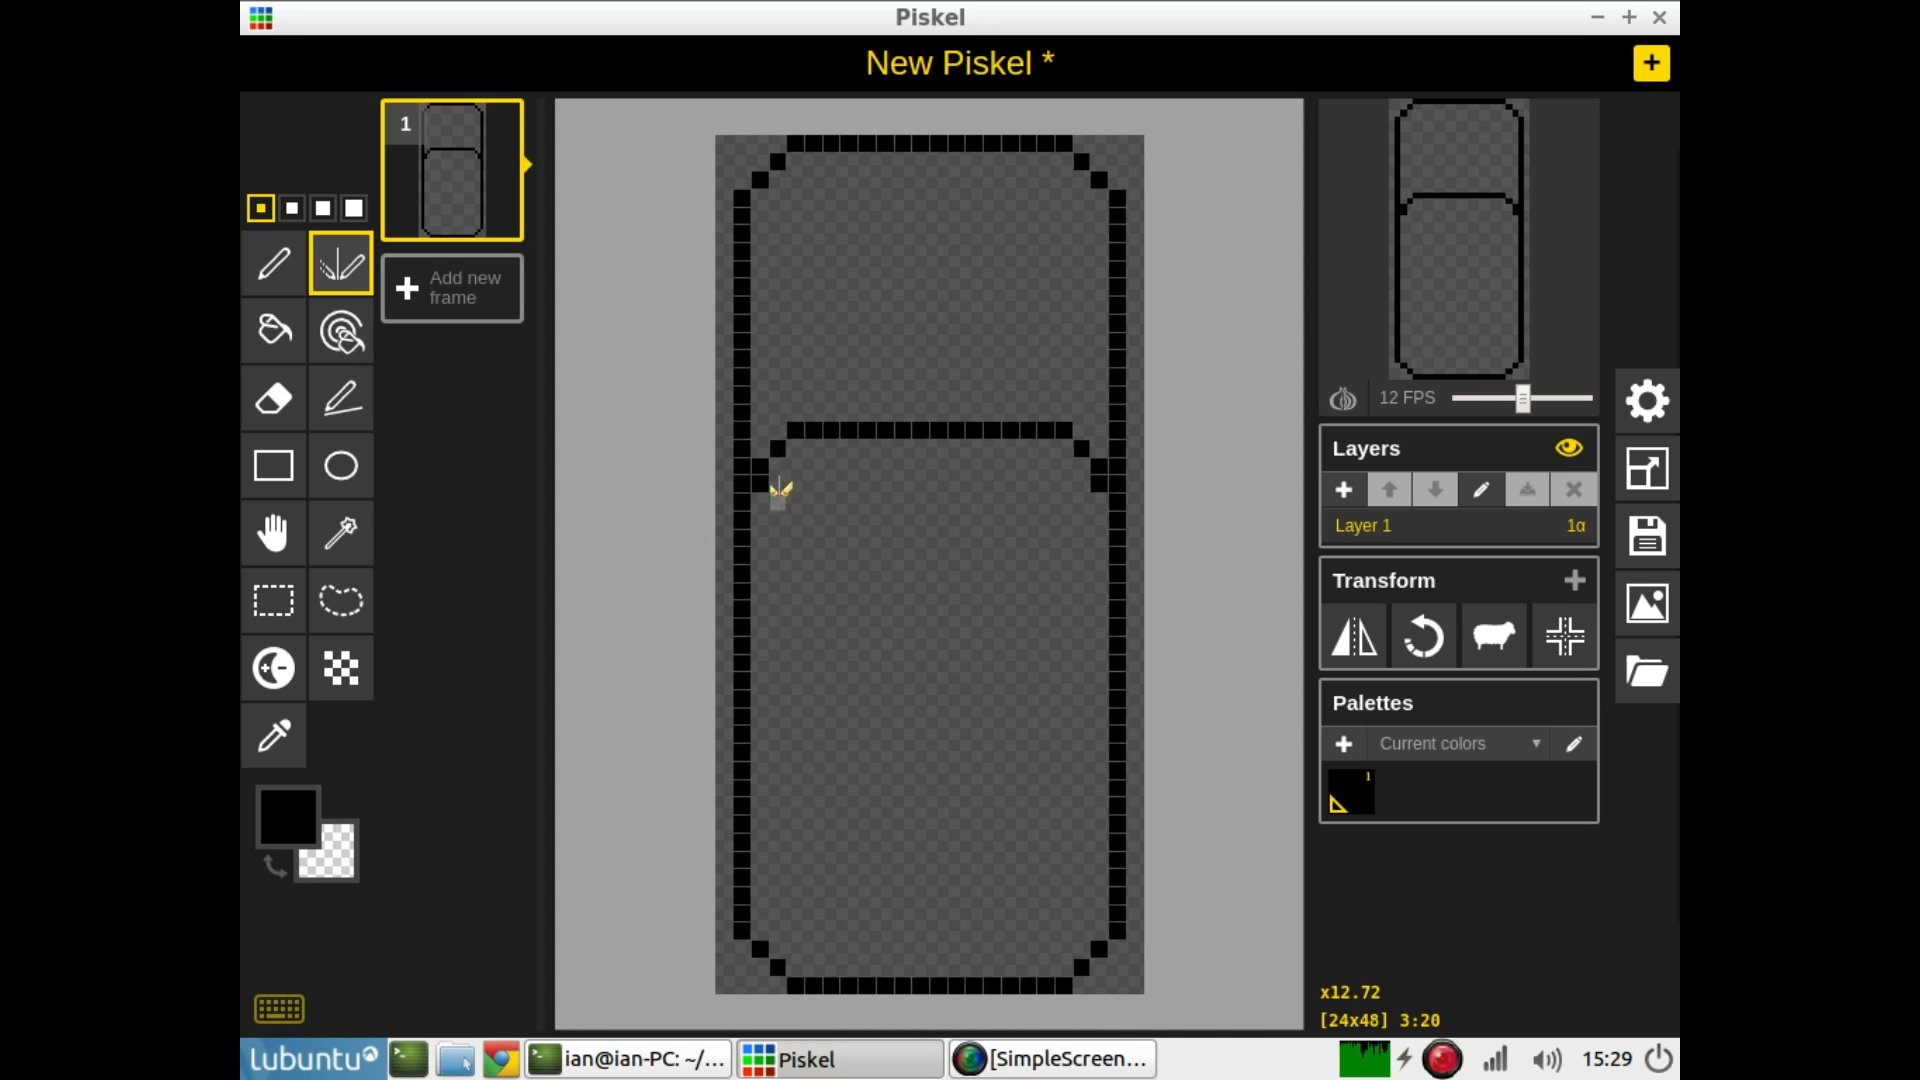 Piskel
New Piskel *
+
1
Add new
frame
12 FPS
Layers
Layer 1
1α
Transform
Palettes
Current colors
1
x12.72
[24x48] 3:20
lubuntu
ian@ian-PC: ~/...
Piskel
[SimpleScreen...
15:29